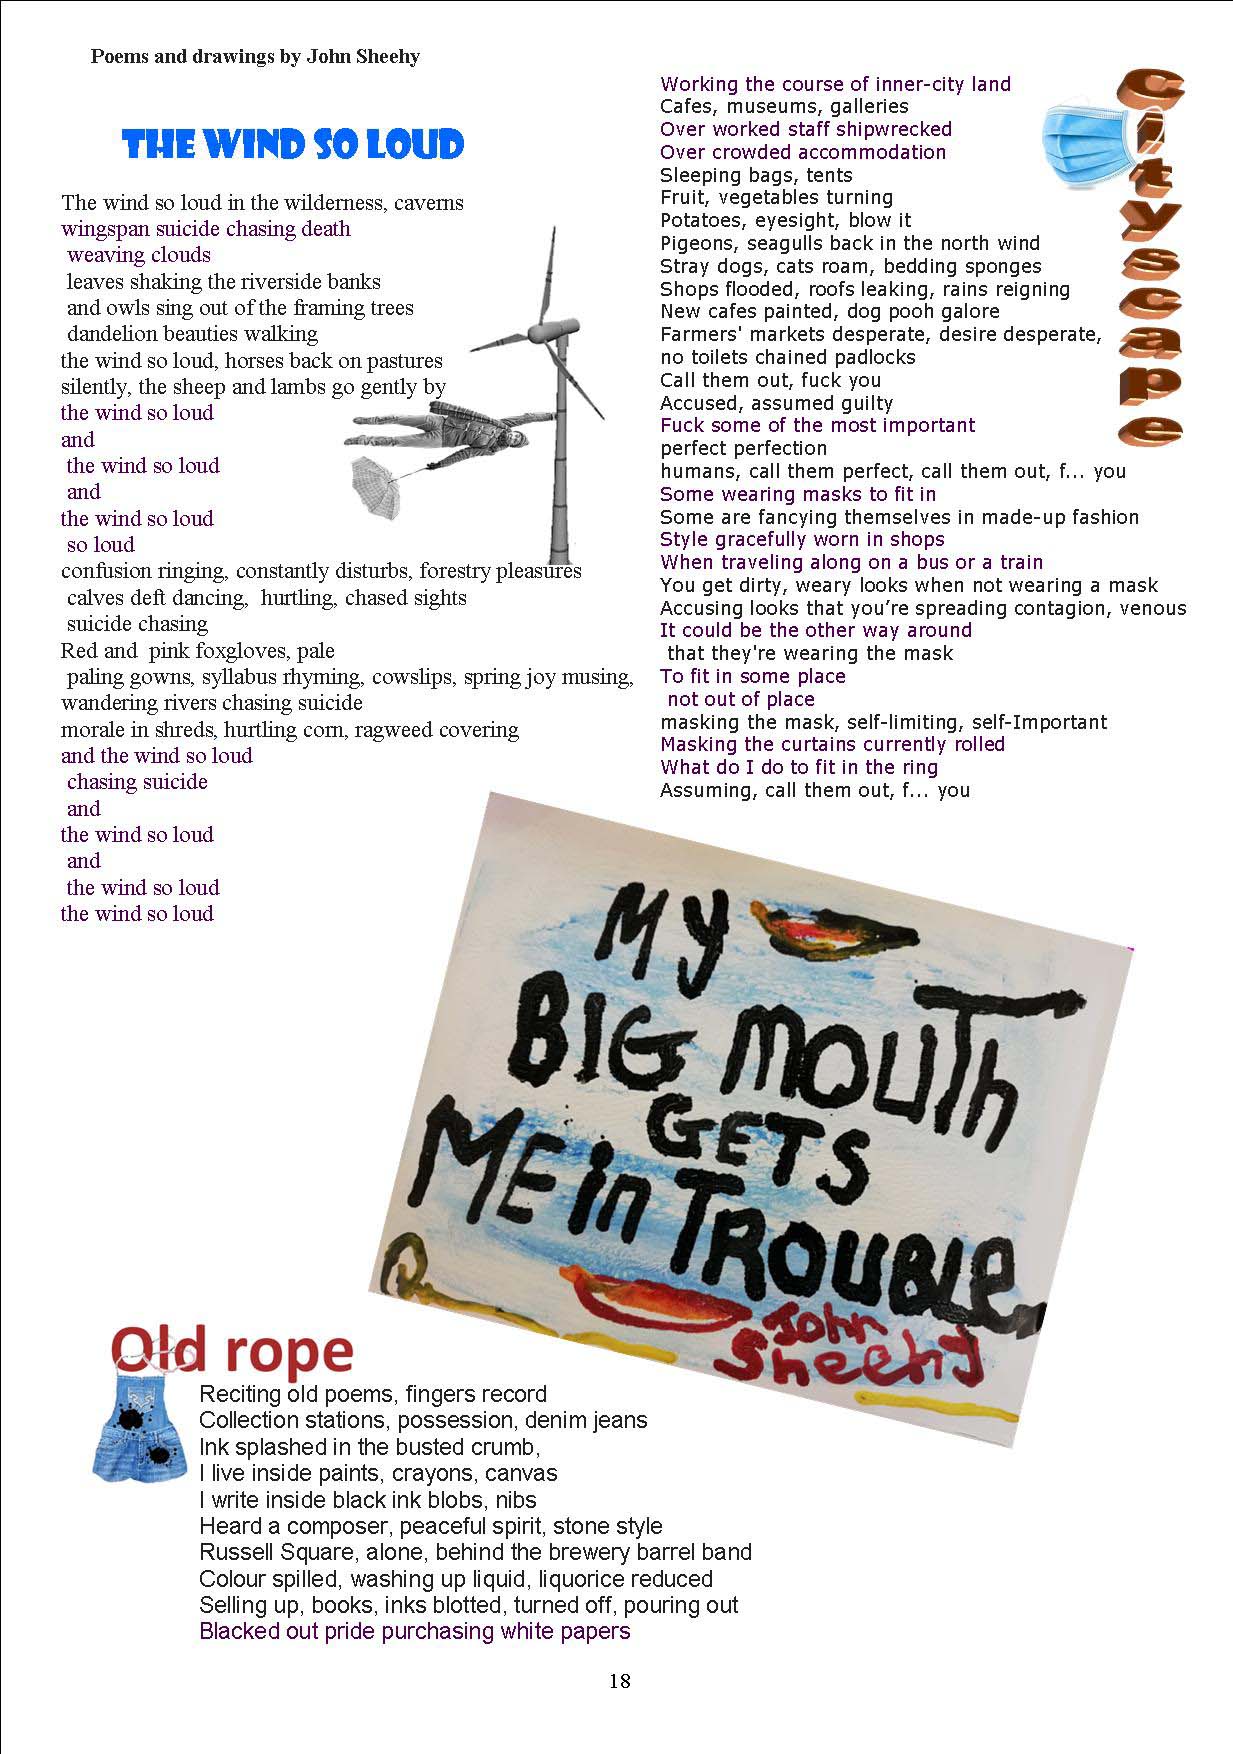 Poems and drawings by John Sheehy
THE WIND SO LOUD
The wind so loud in the wilderness, caverns
wingspan suicide chasing death
weaving clouds
leaves shaking the riverside banks
and owls sing out of the framing trees
dandelion beauties walking
the wind so loud, horses back on pastures
silently, the sheep and lambs go gently by
the wind so loud
and
the wind so loud
and
the wind so loud
so loud
confusion ringing, constantly disturbs, forestry pleasures
calves deft dancing, hurtling, chased sights
suicide chasing
Red and pink foxgloves, pale
paling gowns, syllabus rhyming, cowslips, spring joy musing,
wandering rivers chasing suicide
morale in shreds, hurtling corn, ragweed covering
and the wind so loud
chasing suicide
and
the wind so loud
and
the wind so loud
the wind so loud
Cityscape
Working the course of inner-city land
Cafes, museums, galleries
Over worked staff shipwrecked
Over crowded accommodation
Sleeping bags, tents
Fruit, vegetables turning
Potatoes, eyesight, blow it
Pigeons, seagulls back in the north wind
Stray dogs, cats roam, bedding sponges
Shops flooded, roofs leaking, rains reigning
New cafes painted, dog pooh galore
Farmers' markets desperate, desire desperate,
no toilets chained padlocks
Call them out, fuck you
Accused, assumed guilty
Fuck some of the most important
perfect perfection
humans, call them perfect, call them out, f... you
Some wearing masks to fit in
Some are fancying themselves in made-up fashion
Style gracefully worn in shops
When traveling along on a bus or a train
You get dirty, weary looks when not wearing a mask
Accusing looks that you’re spreading contagion, venous
It could be the other way around
that they're wearing the mask
To fit in some place
not out of place
masking the mask, self-limiting, self-Important
Masking the curtains currently rolled
What do I do to fit in the ring
Assuming, call them out, f... you
MY
BIG MOUTH
GETS
ME in TROUBLE
John
Sheehy
Old rope
Reciting old poems, fingers record
Collection stations, possession, denim jeans
Ink splashed in the busted crumb,
I live inside paints, crayons, canvas
I write inside black ink blobs, nibs
Heard a composer, peaceful spirit, stone style
Russell Square, alone, behind the brewery barrel band
Colour spilled, washing up liquid, liquorice reduced
Selling up, books, inks blotted, turned off, pouring out
Blacked out pride purchasing white papers
18